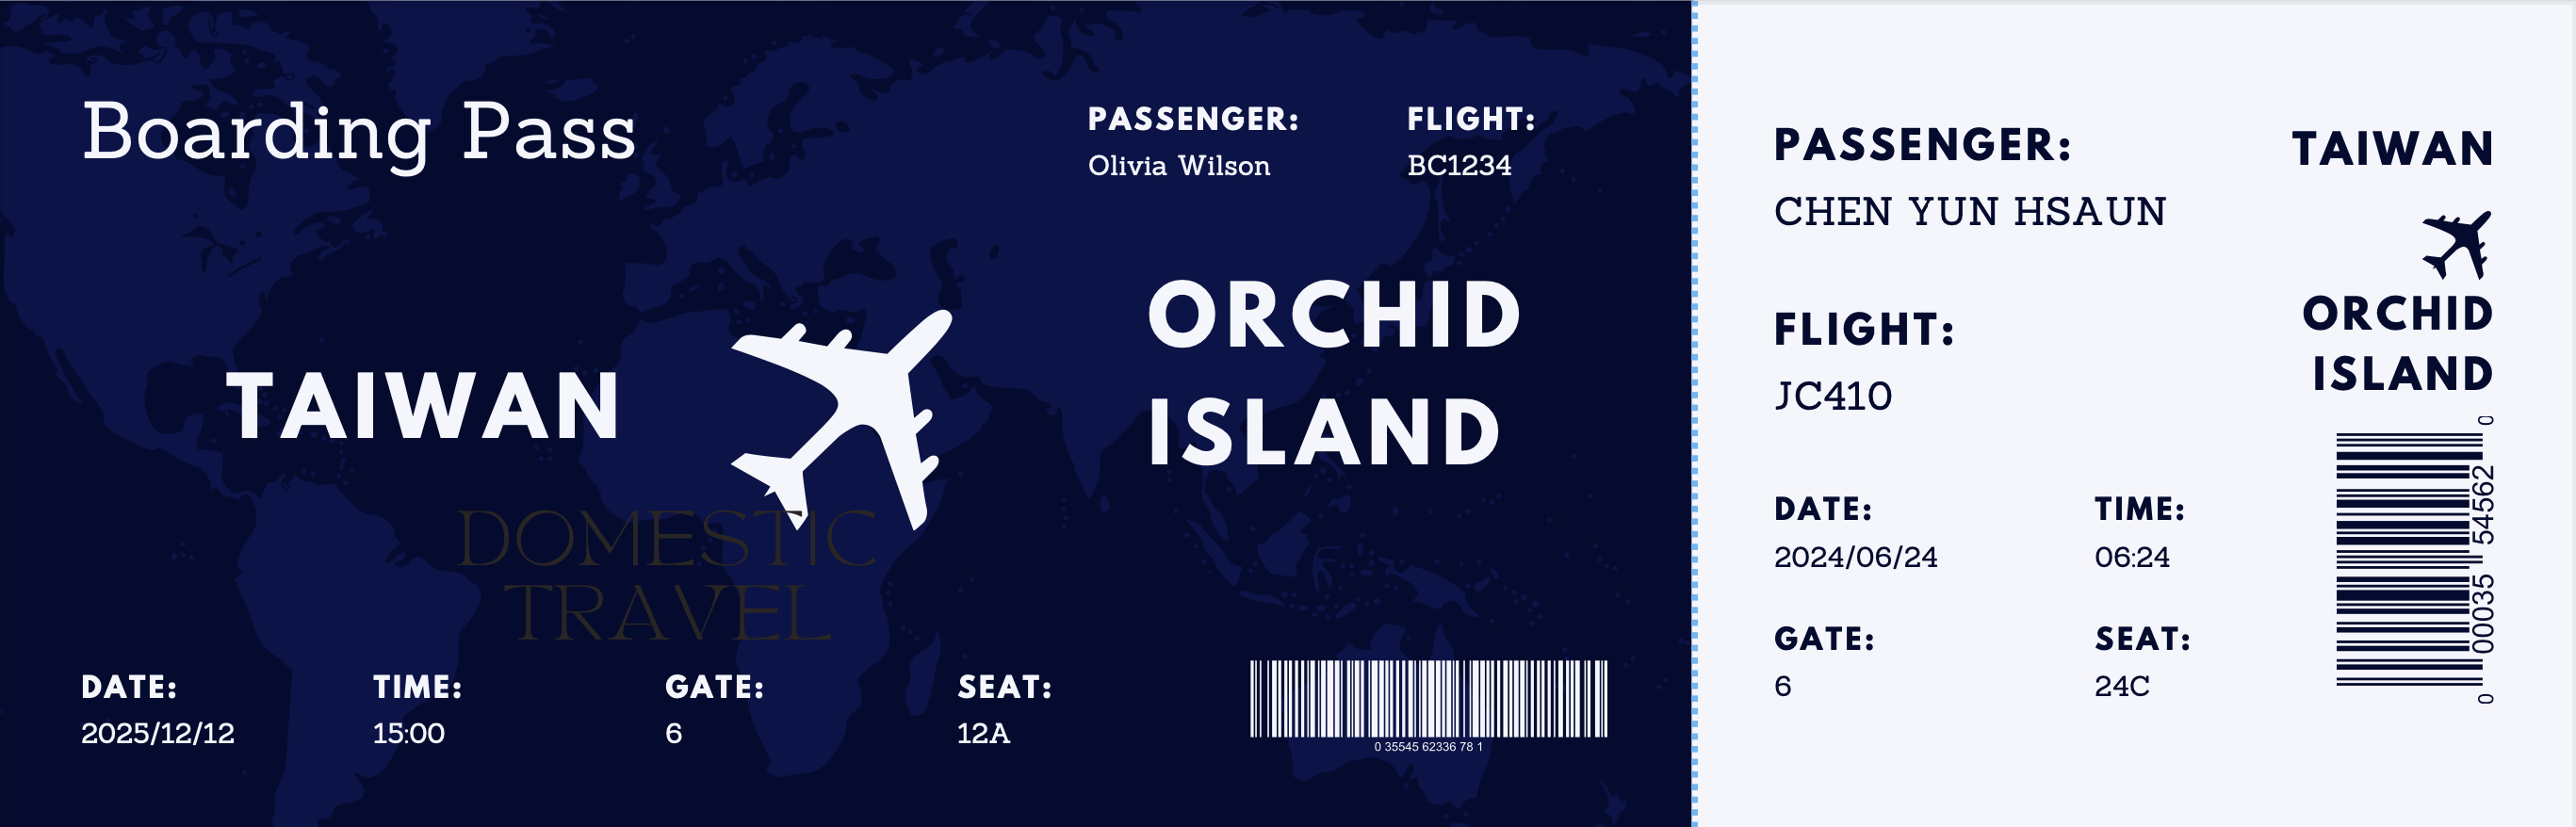 Boarding Pass
PASSENGER:
Olivia Wilson
FLIGHT:
BC1234
TAIWAN
ORCHID
ISLAND
DOMESTIC
TRAVEL
DATE:
2025/12/12
TIME:
15:00
GATE:
6
SEAT:
12A
0 35545 62336 78 1
PASSENGER:
CHEN YUN HSAUN
TAIWAN
ORCHID
ISLAND
FLIGHT:
JC410
DATE:
2024/06/24
TIME:
06:24
GATE:
6
SEAT:
24C
0 00035 54562 0